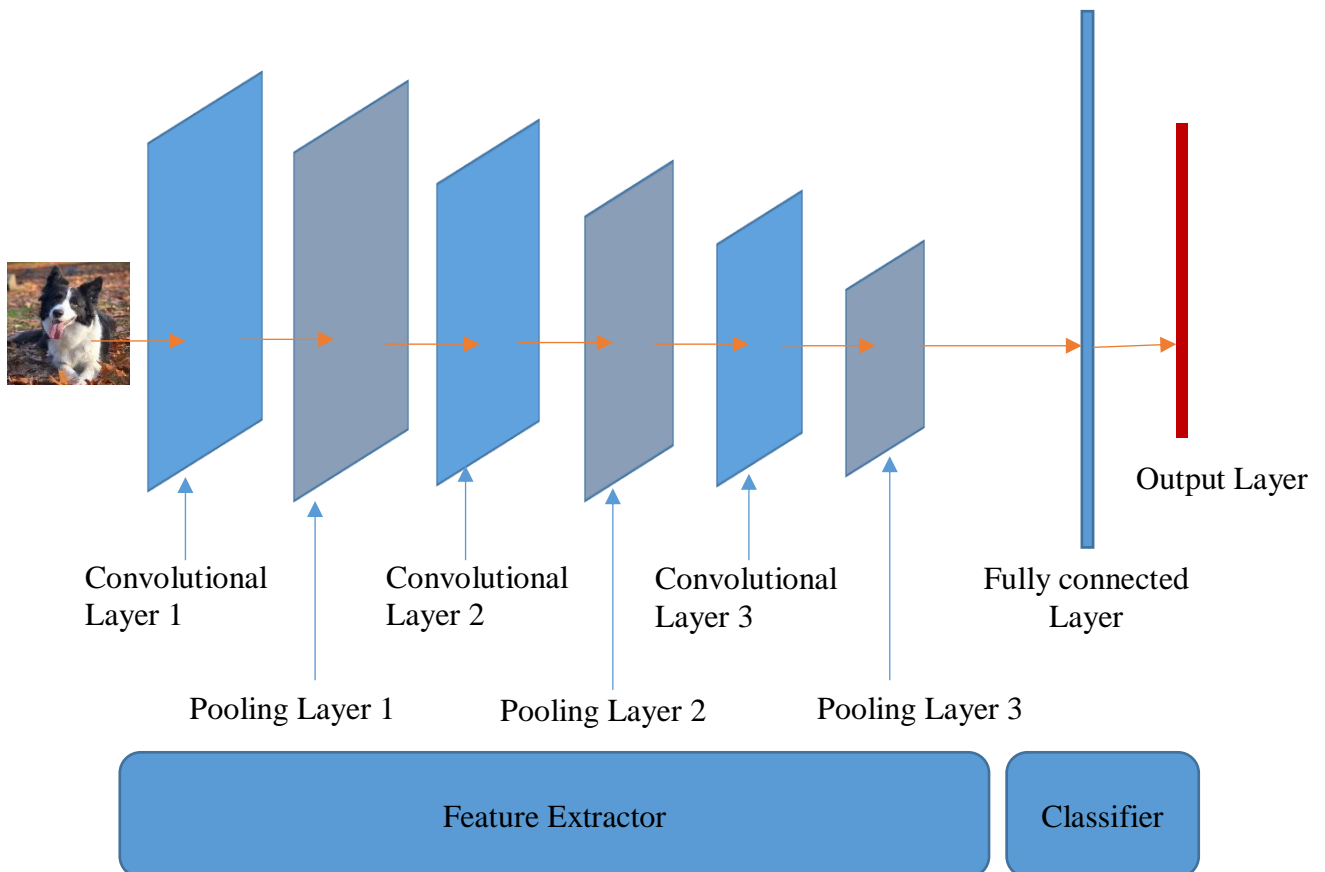 Output Layer
Convolutional
Layer 1
Convolutional
Layer 2
Convolutional
Layer 3
Fully connected
Layer
Pooling Layer 1
Pooling Layer 2
Pooling Layer 3
Feature Extractor
Classifier